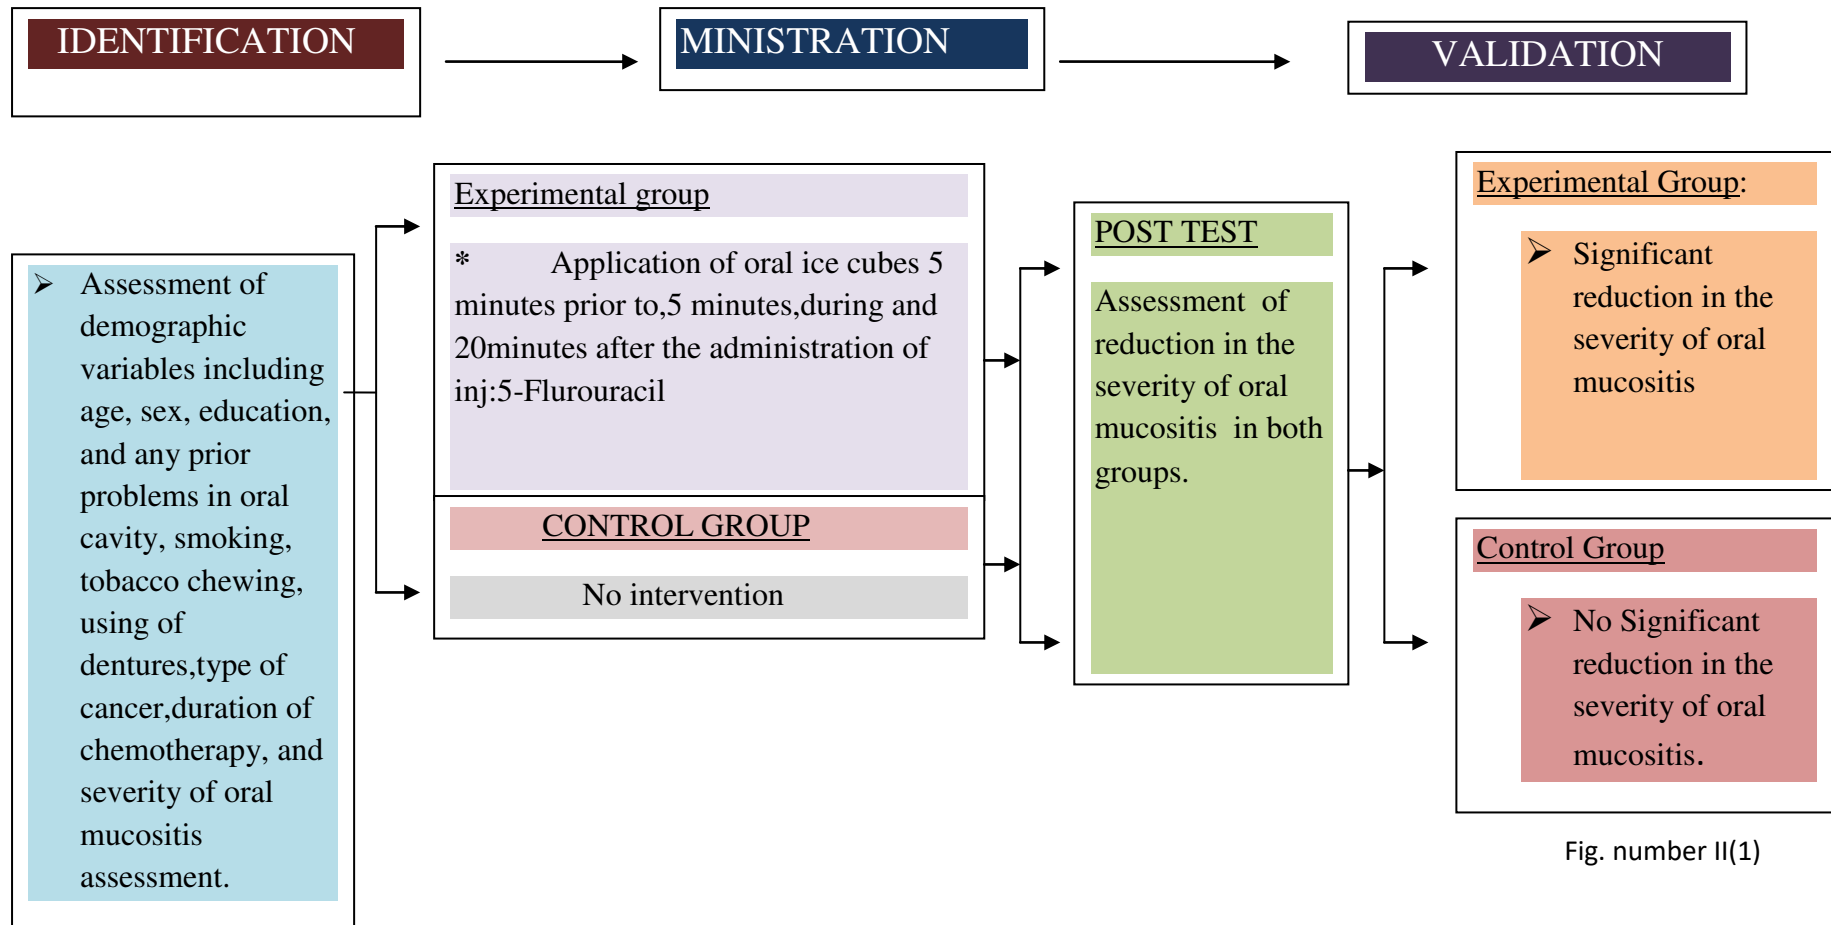 IDENTIFICATION
MINISTRATION
VALIDATION
➢ Assessment of
demographic
variables including
age, sex, education,
and any prior
problems in oral
cavity, smoking,
tobacco chewing,
using of
dentures,type of
cancer,duration of
chemotherapy, and
severity of oral
mucositis
assessment.
Experimental group
* Application of oral ice cubes 5
minutes prior to,5 minutes,during and
20minutes after the administration of
inj:5-Flurouracil
CONTROL GROUP
No intervention
POST TEST
Assessment of
reduction in the
severity of oral
mucositis in both
groups.
Experimental Group:
➢ Significant
reduction in the
severity of oral
mucositis
Control Group
➢ No Significant
reduction in the
severity of oral
mucositis.
Fig. number II(1)